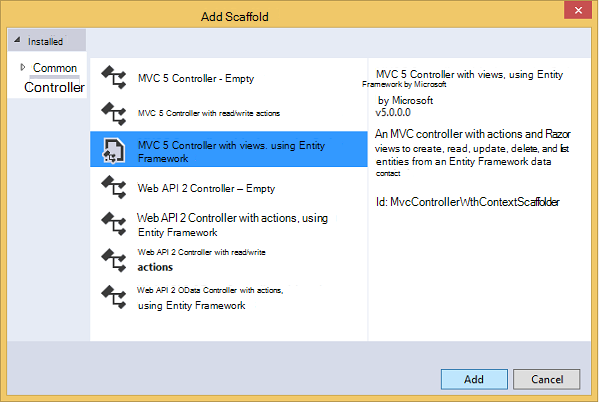 Add Scaffold
Installed
Common
Controller
MVC 5 Controller - Empty
MVC 5 Controller with read/write actions
MVC 5 Controller with views. using Entity
Framework
Web API 2 Controller – Empty
Web API 2 Controller with actions, using
Entity Framework
Web API 2 Controller with read/write
actions
Web API 2 OData Controller with actions,
using Entity Framework
MVC 5 Controller with views, using Entity
Framework by Microsoft
by Microsoft
v5.0.0.0
An MVC controller with actions and Razor
views to create, read, update, delete, and list
entities from an Entity Framework data
contact
Id: MvcControllerWthContextScaffolder
Add
Cancel